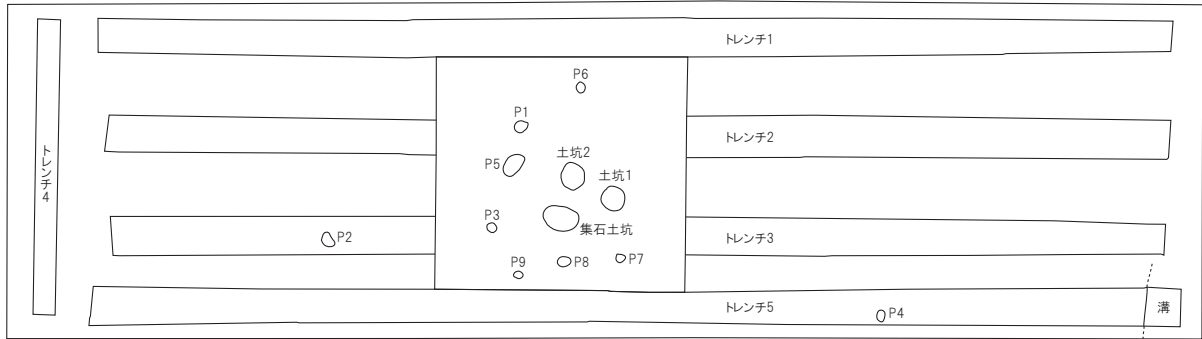 トレンチ1
P6
P1
トレンチ2
土坑2
P5
土坑1
トレンチ4
P3
集石土坑
P2
トレンチ3
P7
P8
P9
トレンチ5
溝
P4